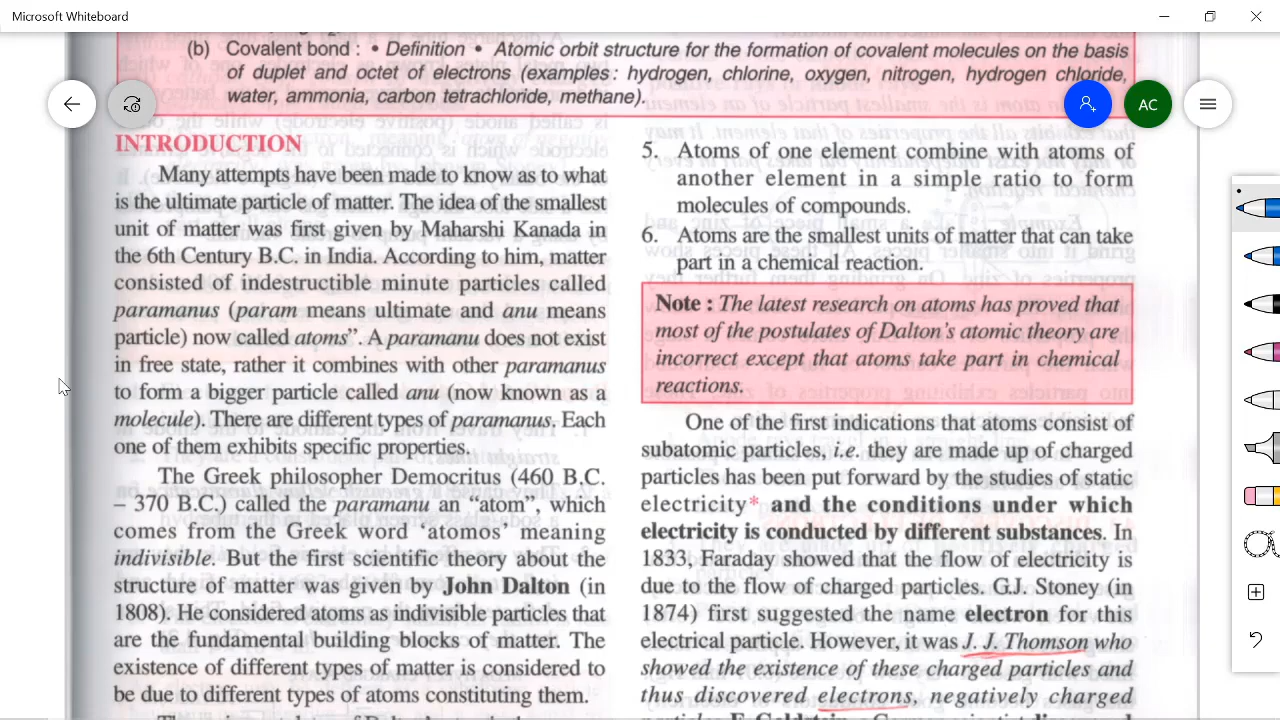 Microsoft Whiteboard
(b) Covalent bond : • Definition • Atomic orbit structure for the formation of covalent molecules on the basis
of duplet and octet of electrons (examples : hydrogen, chlorine, oxygen, nitrogen, hydrogen chloride,
water, ammonia, carbon tetrachloride, methane).
AC
INTRODUCTION
Many attempts have been made to know as to what
is the ultimate particle of matter. The idea of the smallest
unit of matter was first given by Maharshi Kanada in
the 6th Century B.C. in India. According to him, matter
consisted of indestructible minute particles called
paramanus (param means ultimate and anu means
particle) now called atoms”. A paramanu does not exist
in free state, rather it combines with other paramanus
to form a bigger particle called anu (now known as a
molecule). There are different types of paramanus. Each
one of them exhibits specific properties.
The Greek philosopher Democritus (460 B.C.
– 370 B.C.) called the paramanu an “atom”, which
comes from the Greek word “atomos” meaning
indivisible. But the first scientific theory about the
structure of matter was given by John Dalton (in
1808). He considered atoms as indivisible particles that
are the fundamental building blocks of matter. The
existence of different types of matter is considered to
be due to different types of atoms constituting them.
5. Atoms of one element combine with atoms of
another element in a simple ratio to form
molecules of compounds.
6. Atoms are the smallest units of matter that can take
part in a chemical reaction.
Note : The latest research on atoms has proved that
most of the postulates of Dalton’s atomic theory are
incorrect except that atoms take part in chemical
reactions.
One of the first indications that atoms consist of
subatomic particles, i.e. they are made up of charged
particles has been put forward by the studies of static
electricity* and the conditions under which
electricity is conducted by different substances. In
1833, Faraday showed that the flow of electricity is
due to the flow of charged particles. G.J. Stoney (in
1874) first suggested the name electron for this
electrical particle. However, it was J. J. Thomson who
showed the existence of these charged particles and
thus discovered electrons, negatively charged